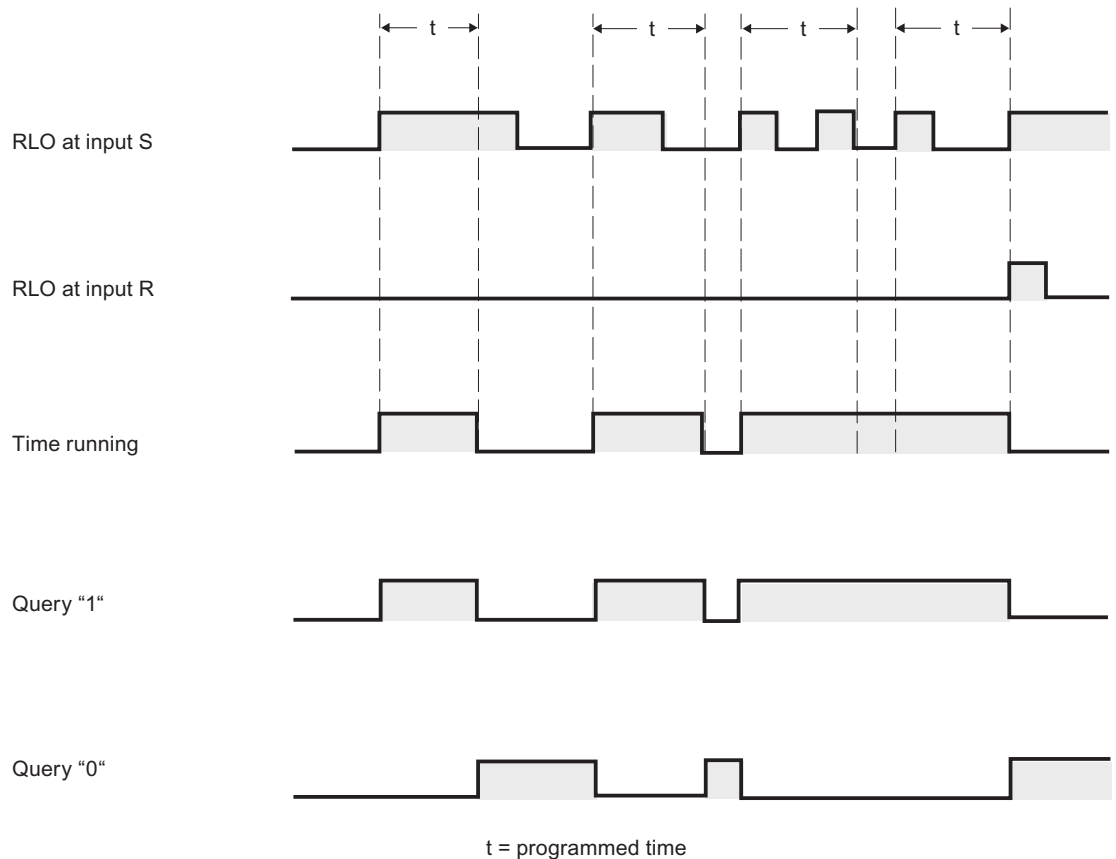 t t t t
RLO at input S
RLO at input R
Time running
Query “1“
Query “0“
t = programmed time